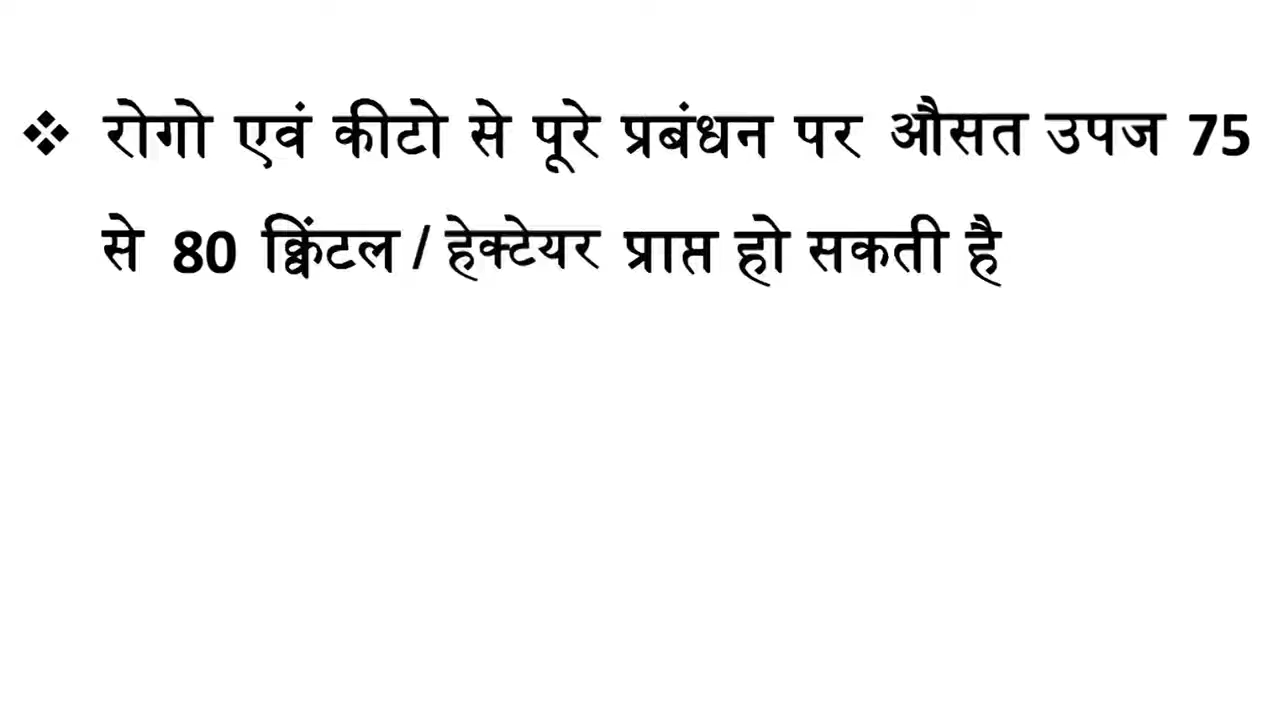 ❖ रोगो एवं कीटो से पूरे प्रबंधन पर औसत उपज 75
से 80 क्विंटल / हेक्टेयर प्राप्त हो सकती है